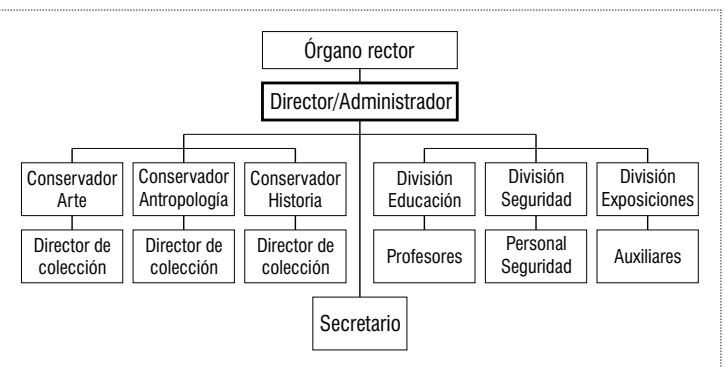 Órgano rector
Director/Administrador
Conservador
Arte
Conservador
Antropología
Conservador
Historia
División
Educación
División
Seguridad
División
Exposiciones
Director de
colección
Director de
colección
Director de
colección
Profesores
Personal
Seguridad
Auxiliares
Secretario